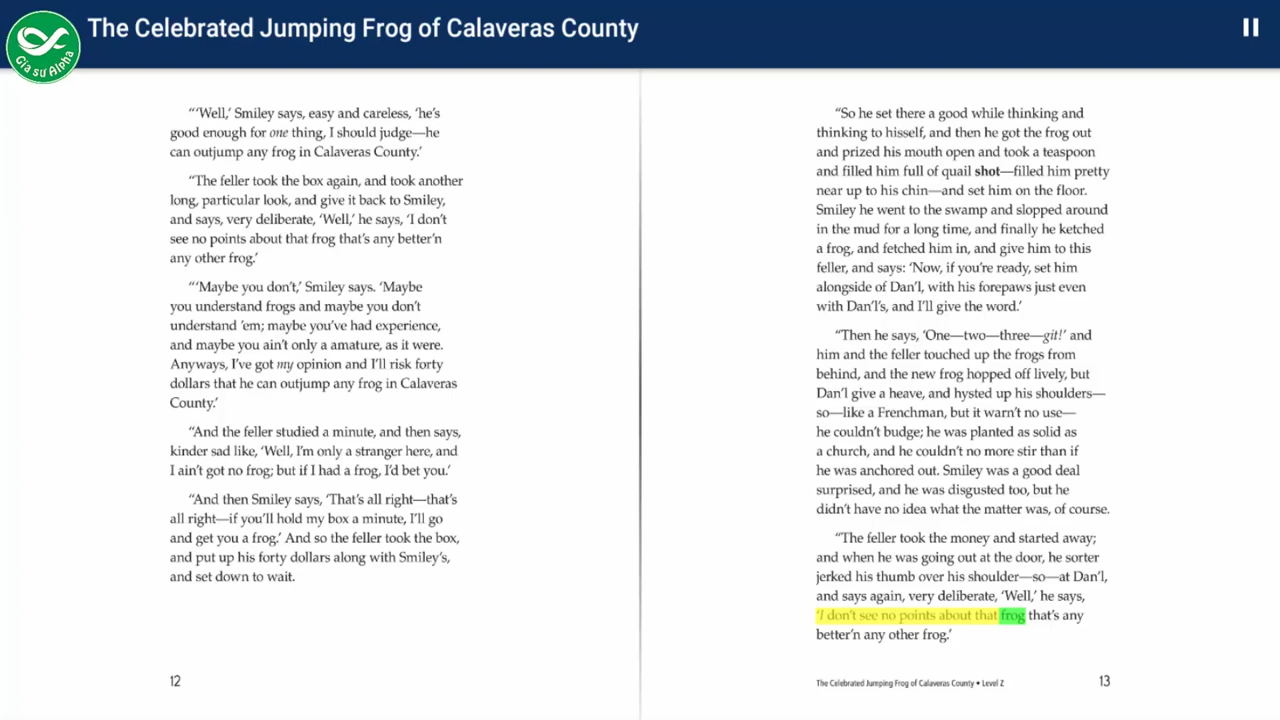 The Celebrated Jumping Frog of Calaveras County
Gia sư Alpha
“‘Well,’ Smiley says, easy and careless, ‘he’s
good enough for one thing, I should judge—he
can outjump any frog in Calaveras County.’
“The feller took the box again, and took another
long, particular look, and give it back to Smiley,
and says, very deliberate, ‘Well,’ he says, ‘I don’t
see no points about that frog that’s any better’n
any other frog.’
“‘Maybe you don’t,’ Smiley says. ‘Maybe
you understand frogs and maybe you don’t
understand ’em; maybe you’ve had experience,
and maybe you ain’t only a amature, as it were.
Anyways, I’ve got my opinion and I’ll risk forty
dollars that he can outjump any frog in Calaveras
County.’
“And the feller studied a minute, and then says,
kinder sad like, ‘Well, I’m only a stranger here, and
I ain’t got no frog; but if I had a frog, I’d bet you.’
“And then Smiley says, ‘That’s all right—that’s
all right—if you’ll hold my box a minute, I’ll go
and get you a frog.’ And so the feller took the box,
and put up his forty dollars along with Smiley’s,
and set down to wait.
12
“So he set there a good while thinking and
thinking to hisself, and then he got the frog out
and prized his mouth open and took a teaspoon
and filled him full of quail shot—filled him pretty
near up to his chin—and set him on the floor.
Smiley he went to the swamp and slopped around
in the mud for a long time, and finally he ketched
a frog, and fetched him in, and give him to this
feller, and says: ‘Now, if you’re ready, set him
alongside of Dan’l, with his forepaws just even
with Dan’l’s, and I’ll give the word.’
“Then he says, ‘One—two—three—git!’ and
him and the feller touched up the frogs from
behind, and the new frog hopped off lively, but
Dan’l give a heave, and hysted up his shoulders—
so—like a Frenchman, but it warn’t no use—
he couldn’t budge; he was planted as solid as
a church, and he couldn’t no more stir than if
he was anchored out. Smiley was a good deal
surprised, and he was disgusted too, but he
didn’t have no idea what the matter was, of course.
“The feller took the money and started away;
and when he was going out at the door, he sorter
jerked his thumb over his shoulder—so—at Dan’l,
and says again, very deliberate, ‘Well,’ he says,
‘I don’t see no points about that frog that’s any
better’n any other frog.’
The Celebrated Jumping Frog of Calaveras County • Level Z
13